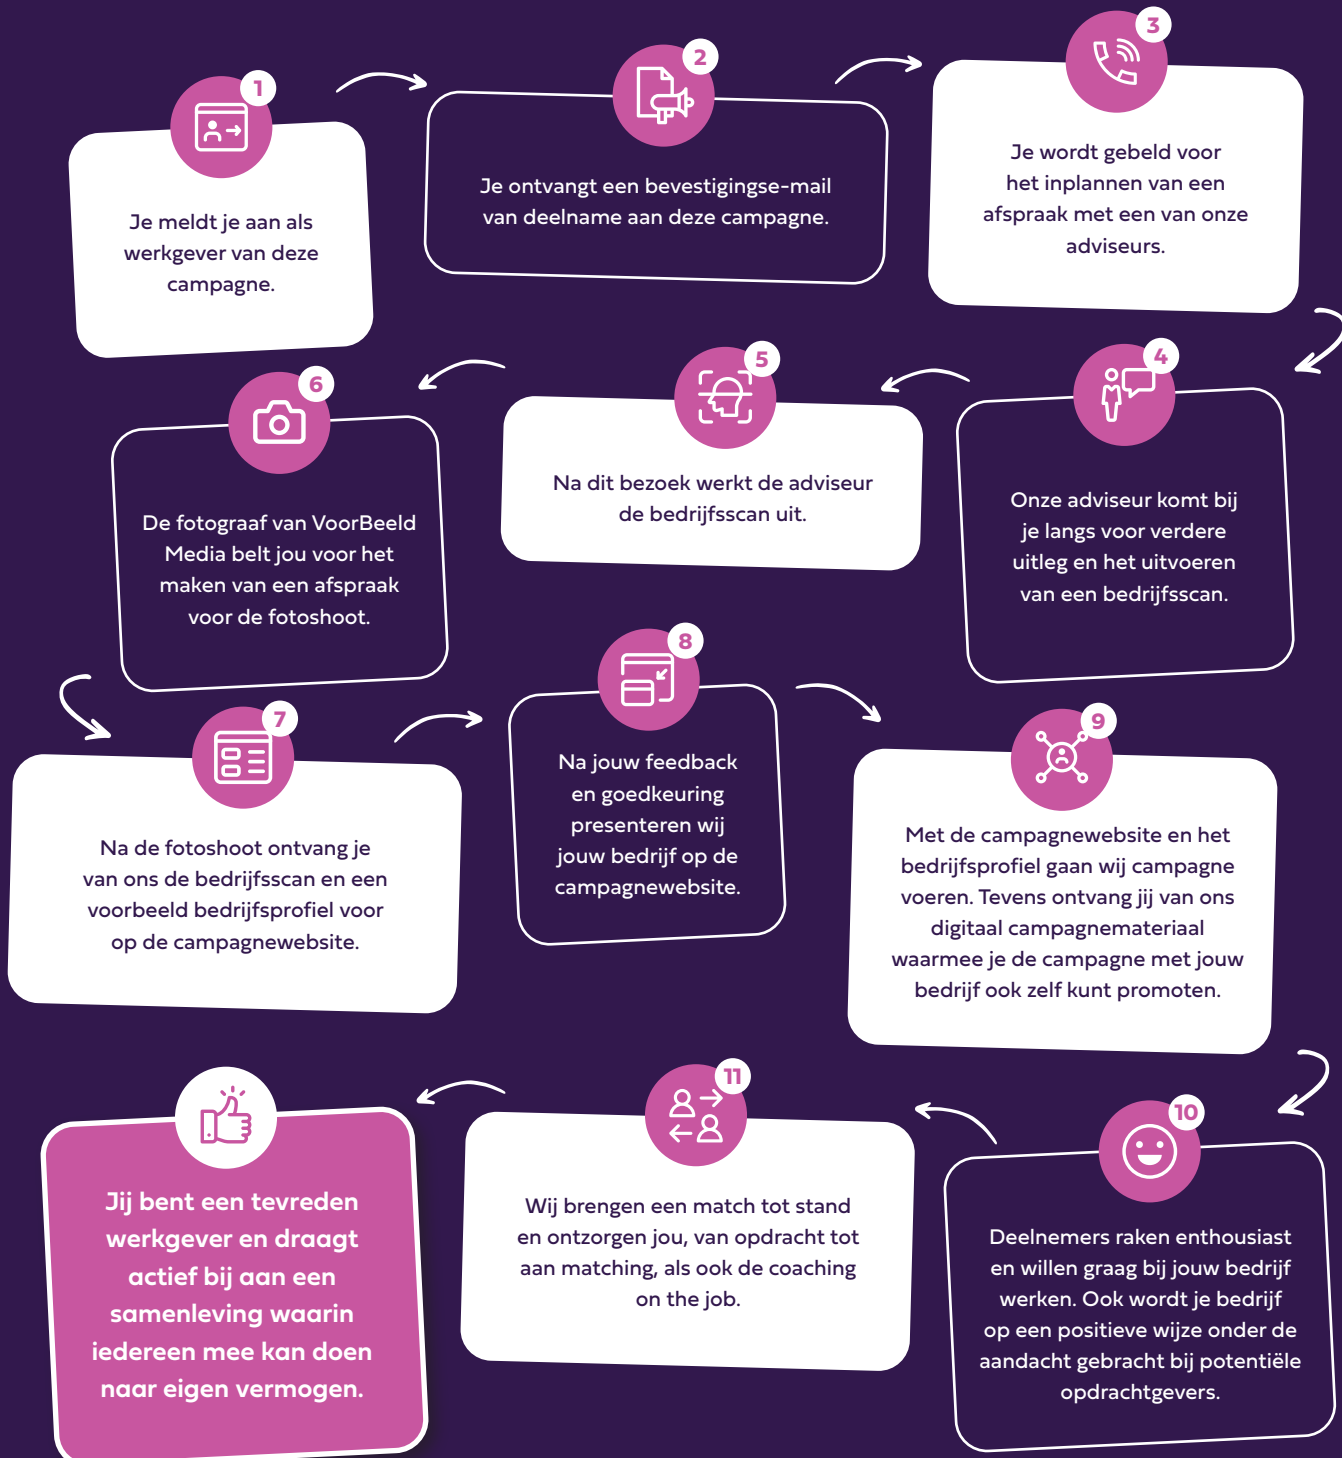 1
Je meldt je aan als
werkgever van deze
campagne.
2
Je ontvangt een bevestigingse-mail
van deelname aan deze campagne.
3
Je wordt gebeld voor
het inplannen van een
afspraak met een van onze
adviseurs.
4
Onze adviseur komt bij
je langs voor verdere
uitleg en het uitvoeren
van een bedrijfsscan.
5
Na dit bezoek werkt de adviseur
de bedrijfsscan uit.
6
De fotograaf van VoorBeeld
Media belt jou voor het
maken van een afspraak
voor de fotoshoot.
7
Na de fotoshoot ontvang je
van ons de bedrijfsscan en een
voorbeeld bedrijfsprofiel voor
op de campagnewebsite.
8
Na jouw feedback
en goedkeuring
presenteren wij
jouw bedrijf op de
campagnewebsite.
9
Met de campagnewebsite en het
bedrijfsprofiel gaan wij campagne
voeren. Tevens ontvang jij van ons
digitaal campagnemateriaal
waarmee je de campagne met jouw
bedrijf ook zelf kunt promoten.
10
Deelnemers raken enthousiast
en willen graag bij jouw bedrijf
werken. Ook wordt je bedrijf
op een positieve wijze onder de
aandacht gebracht bij potentiële
opdrachtgevers.
11
Wij brengen een match tot stand
en ontzorgen jou, van opdracht tot
aan matching, als ook de coaching
on the job.
Jij bent een tevreden
werkgever en draagt
actief bij aan een
samenleving waarin
iedereen mee kan doen
naar eigen vermogen.